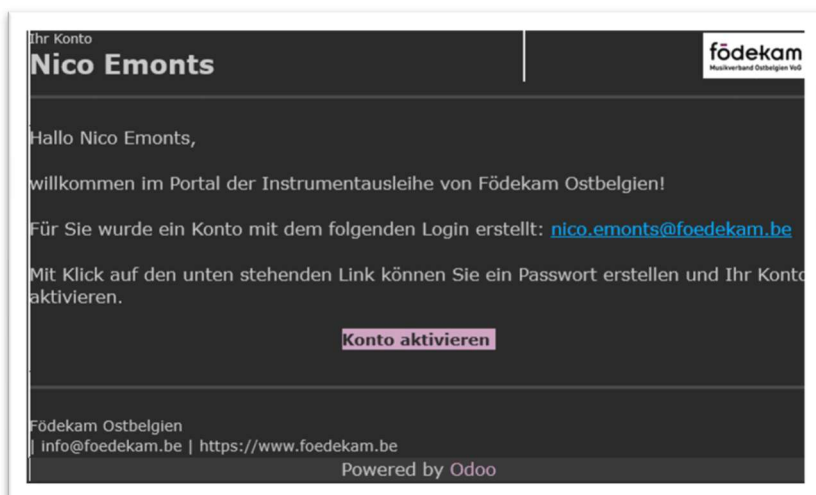 Ihr Konto
Nico Emonts
födekam
Musikverband Ostbelgien VoG
Hallo Nico Emonts,
willkommen im Portal der Instrumentausleihe von Födekam Ostbelgien!
Für Sie wurde ein Konto mit dem folgenden Login erstellt: nico.emonts@foedekam.be
Mit Klick auf den unten stehenden Link können Sie ein Passwort erstellen und Ihr Konto
aktivieren.
Konto aktivieren
Födekam Ostbelgien
| info@foedekam.be | https://www.foedekam.be
Powered by Odoo